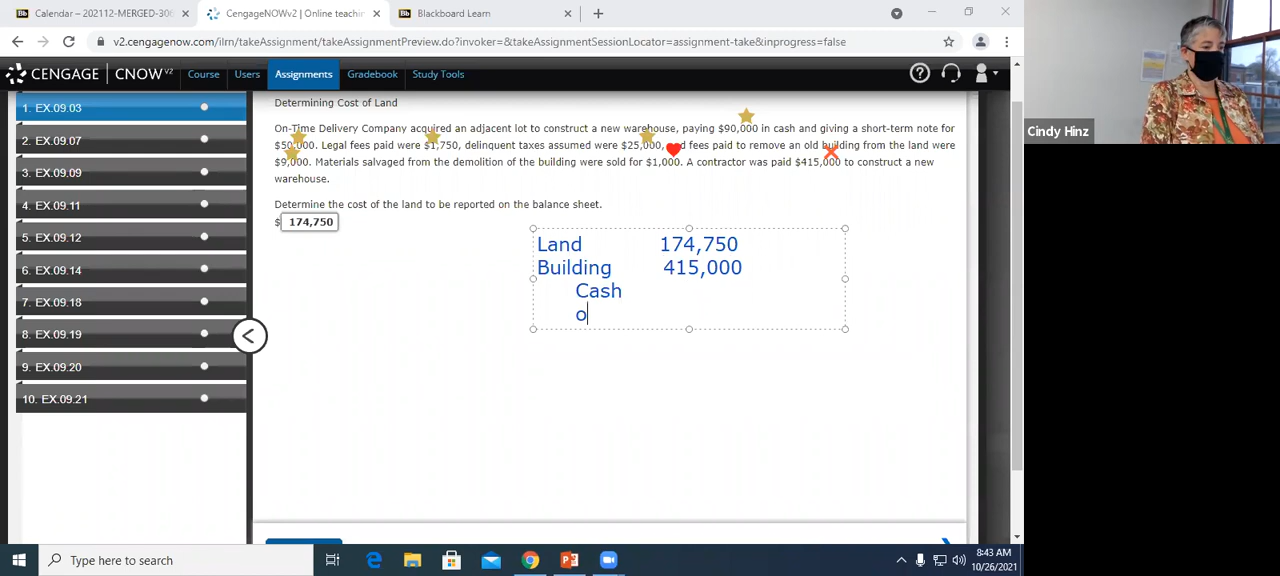 Calendar – 202112-MERGED-306
CengageNOWv2 | Online teachin
Blackboard Learn
v2.cengagenow.com/ilrn/takeAssignment/takeAssignmentPreview.do?invoker=&takeAssignmentSessionLocator=assignment-take&inprogress=false
CENGAGE | CNOWv2 Course Users Assignments Gradebook Study Tools
1. EX.09.03
2. EX.09.07
3. EX.09.09
4. EX.09.11
5. EX.09.12
6. EX.09.14
7. EX.09.18
8. EX.09.19
9. EX.09.20
10. EX.09.21
Determining Cost of Land
On-Time Delivery Company acquired an adjacent lot to construct a new warehouse, paying $90,000 in cash and giving a short-term note for
$50,000. Legal fees paid were $1,750, delinquent taxes assumed were $25,000, and fees paid to remove an old building from the land were
$9,000. Materials salvaged from the demolition of the building were sold for $1,000. A contractor was paid $415,000 to construct a new
warehouse.
Determine the cost of the land to be reported on the balance sheet.
$ 174,750
Land 174,750
Building 415,000
Cash
o
Cindy Hinz
Type here to search
8:43 AM
10/26/2021